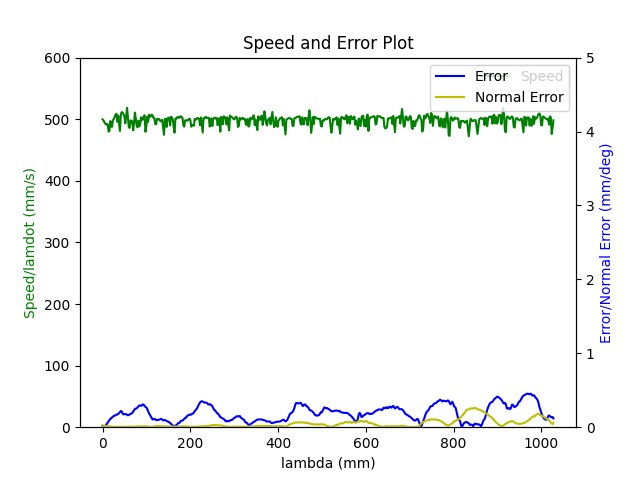 Speed and Error Plot
Error
Speed
Normal Error
600
500
400
300
200
100
0
Speed/lamdot (mm/s)
5
4
3
2
1
0
Error/Normal Error (mm/deg)
0 200 400 600 800 1000
lambda (mm)